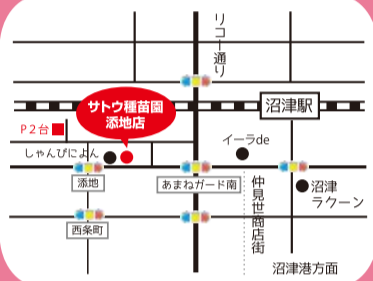 リコー通り
サトウ種苗園
添地店
沼津駅
P2台
しゃんぴによん
イーラde
添地
あまねガード南
仲見世商店街
沼津
ラクーン
西条町
沼津港方面